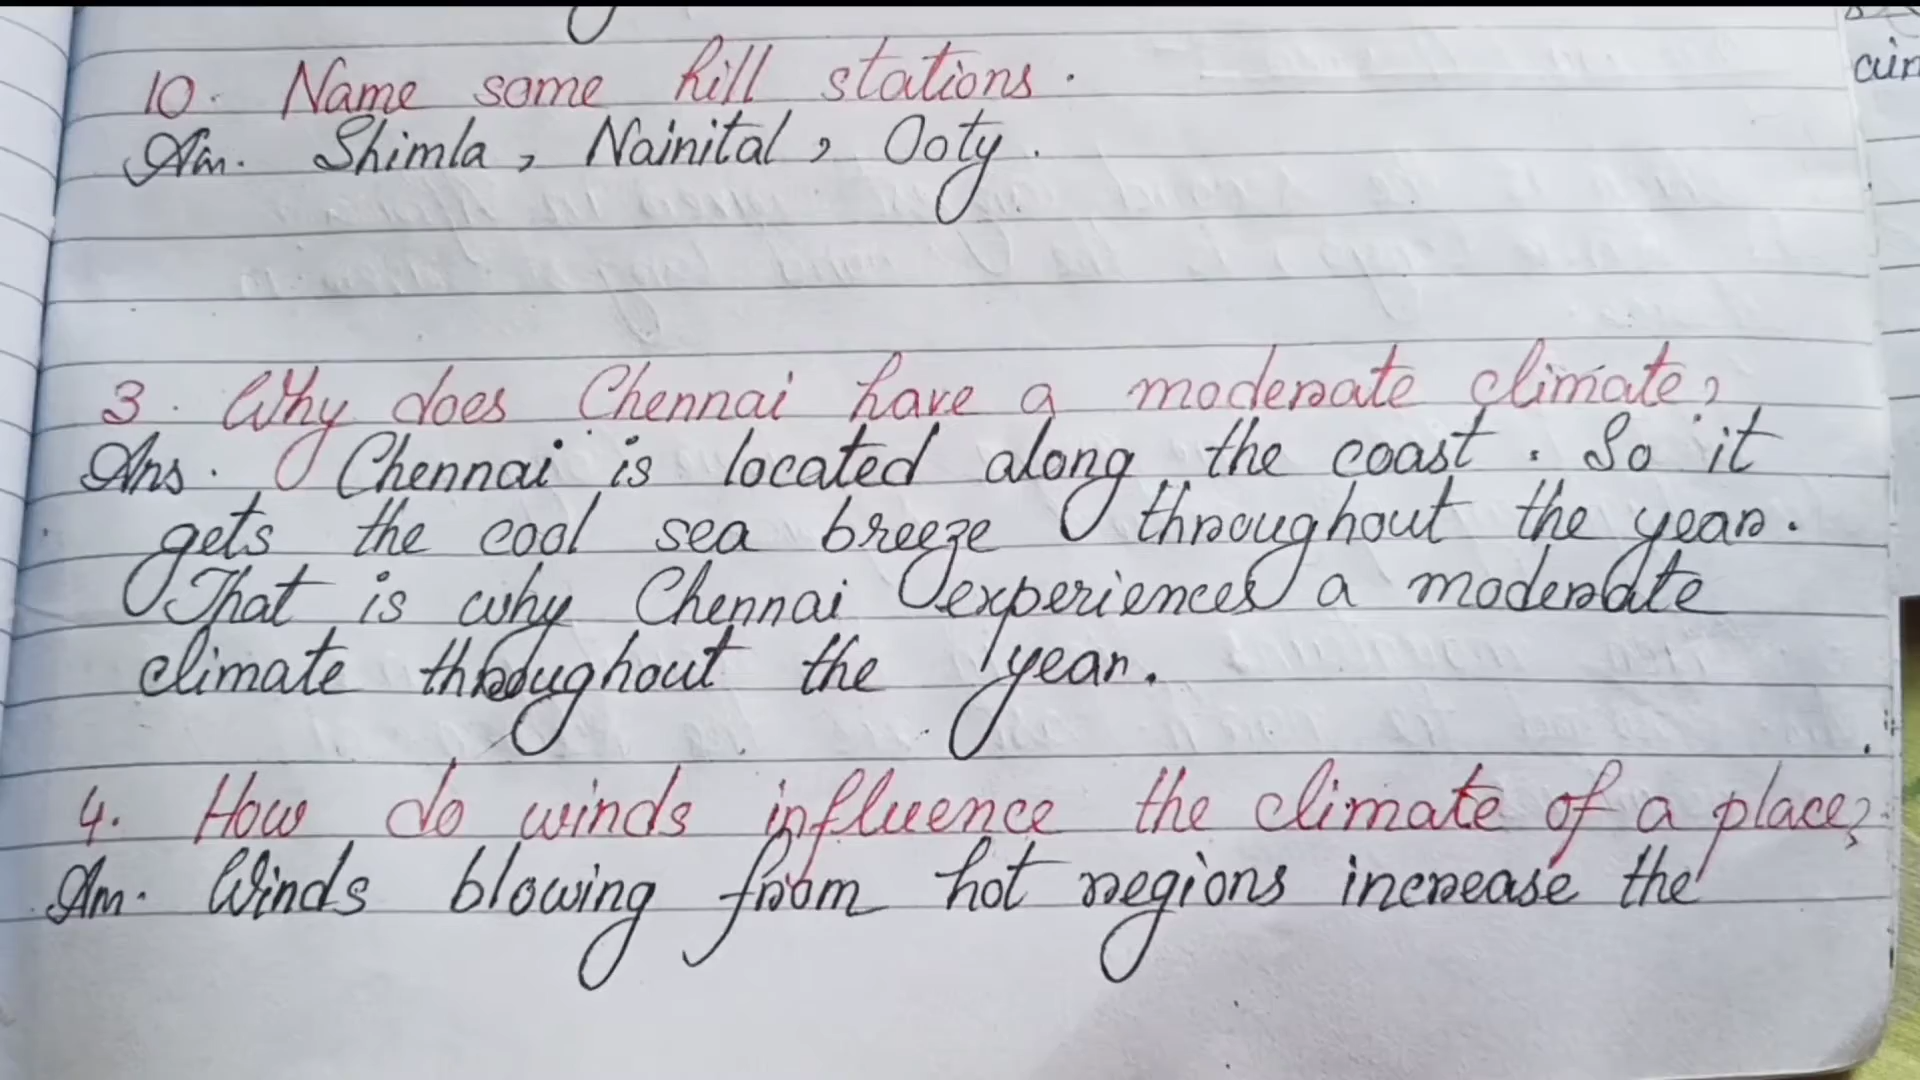 10. Name some hill stations.
Ans. Shimla, Nainital, Ooty.
3. Why does Chennai have a moderate climate?
Ans. Chennai is located along the coast. So it
gets the cool sea breeze throughout the year.
That is why Chennai experiences a moderate
climate throughout the year.
4. How do winds influence the climate of a place?
Ans. Winds blowing from hot regions increase the